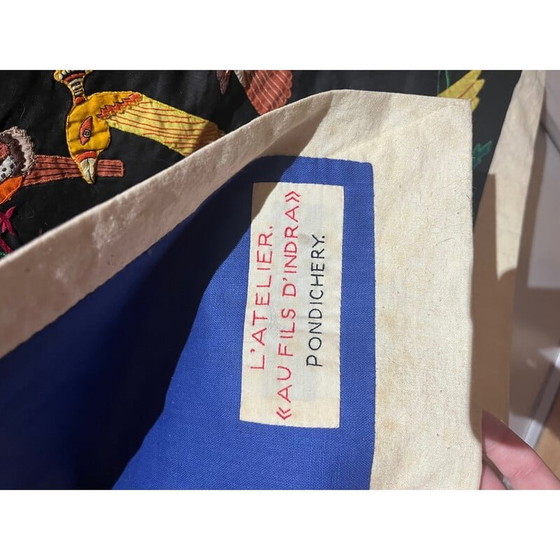 L'ATELIER.
«AU FILS D'INDRA»
PONDICHERY.